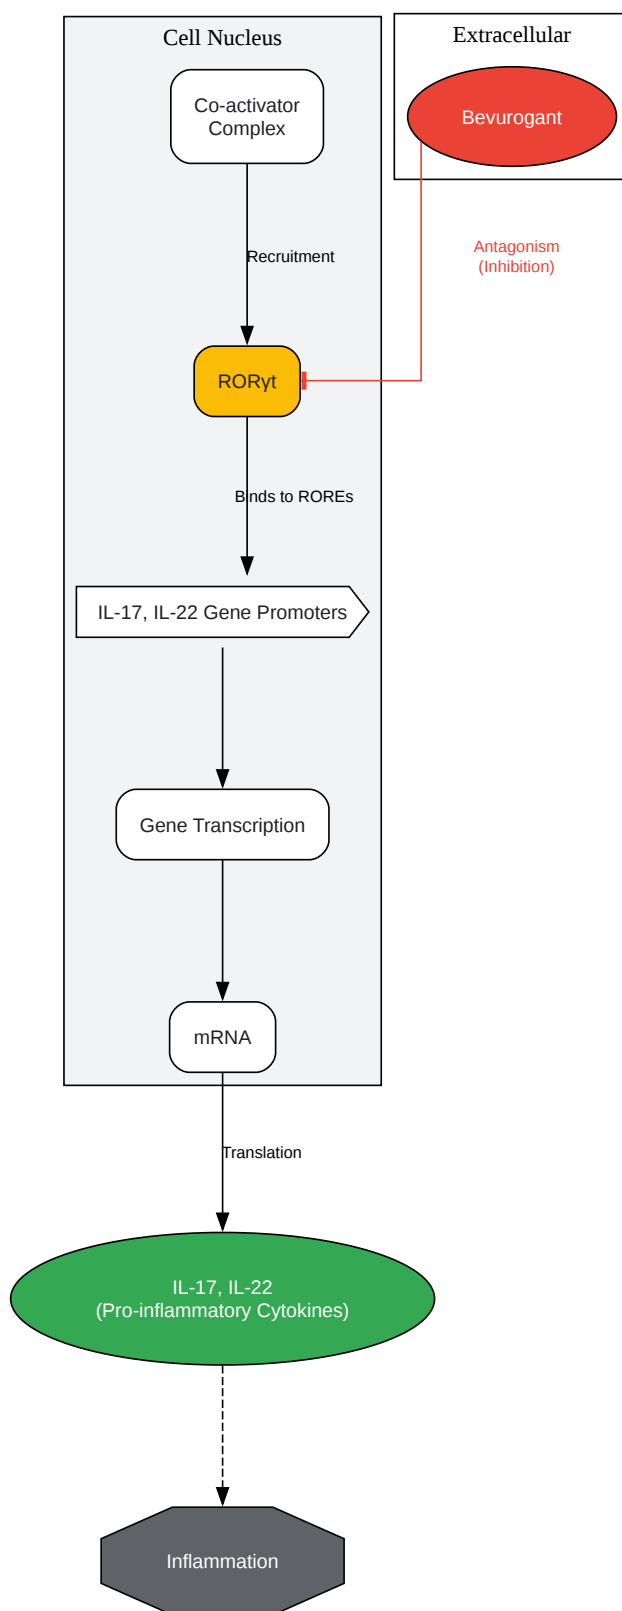 Cell Nucleus
Extracellular
Co-activator
Complex
Bevurogant
Recruitment
Antagonism
(Inhibition)
RORγt
Binds to ROREs
IL-17, IL-22 Gene Promoters
Gene Transcription
mRNA
Translation
IL-17, IL-22
(Pro-inflammatory Cytokines)
Inflammation